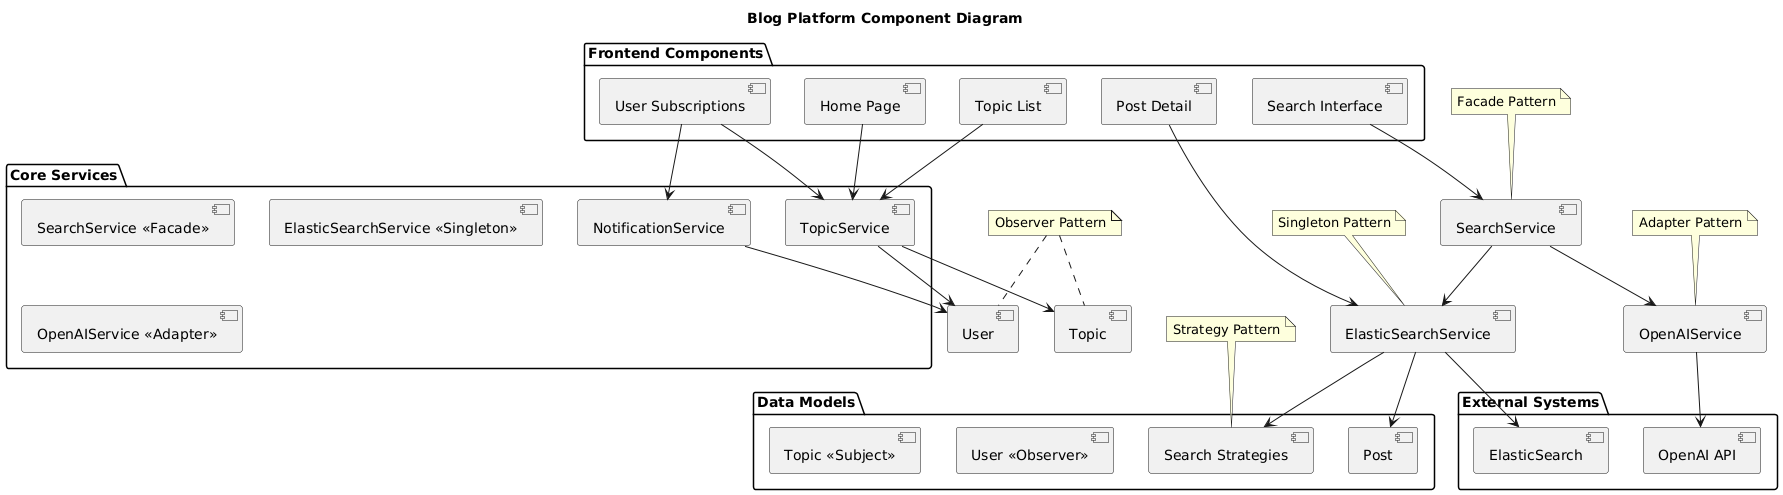 Blog Platform Component Diagram
Frontend Components
User Subscriptions
Home Page
Topic List
Post Detail
Search Interface
Facade Pattern
Core Services
SearchService «Facade»
ElasticSearchService «Singleton»
NotificationService
TopicService
Observer Pattern
Singleton Pattern
SearchService
Adapter Pattern
OpenAIService «Adapter»
User
Topic
Strategy Pattern
ElasticSearchService
OpenAIService
Data Models
External Systems
Topic «Subject»
User «Observer»
Search Strategies
Post
ElasticSearch
OpenAI API